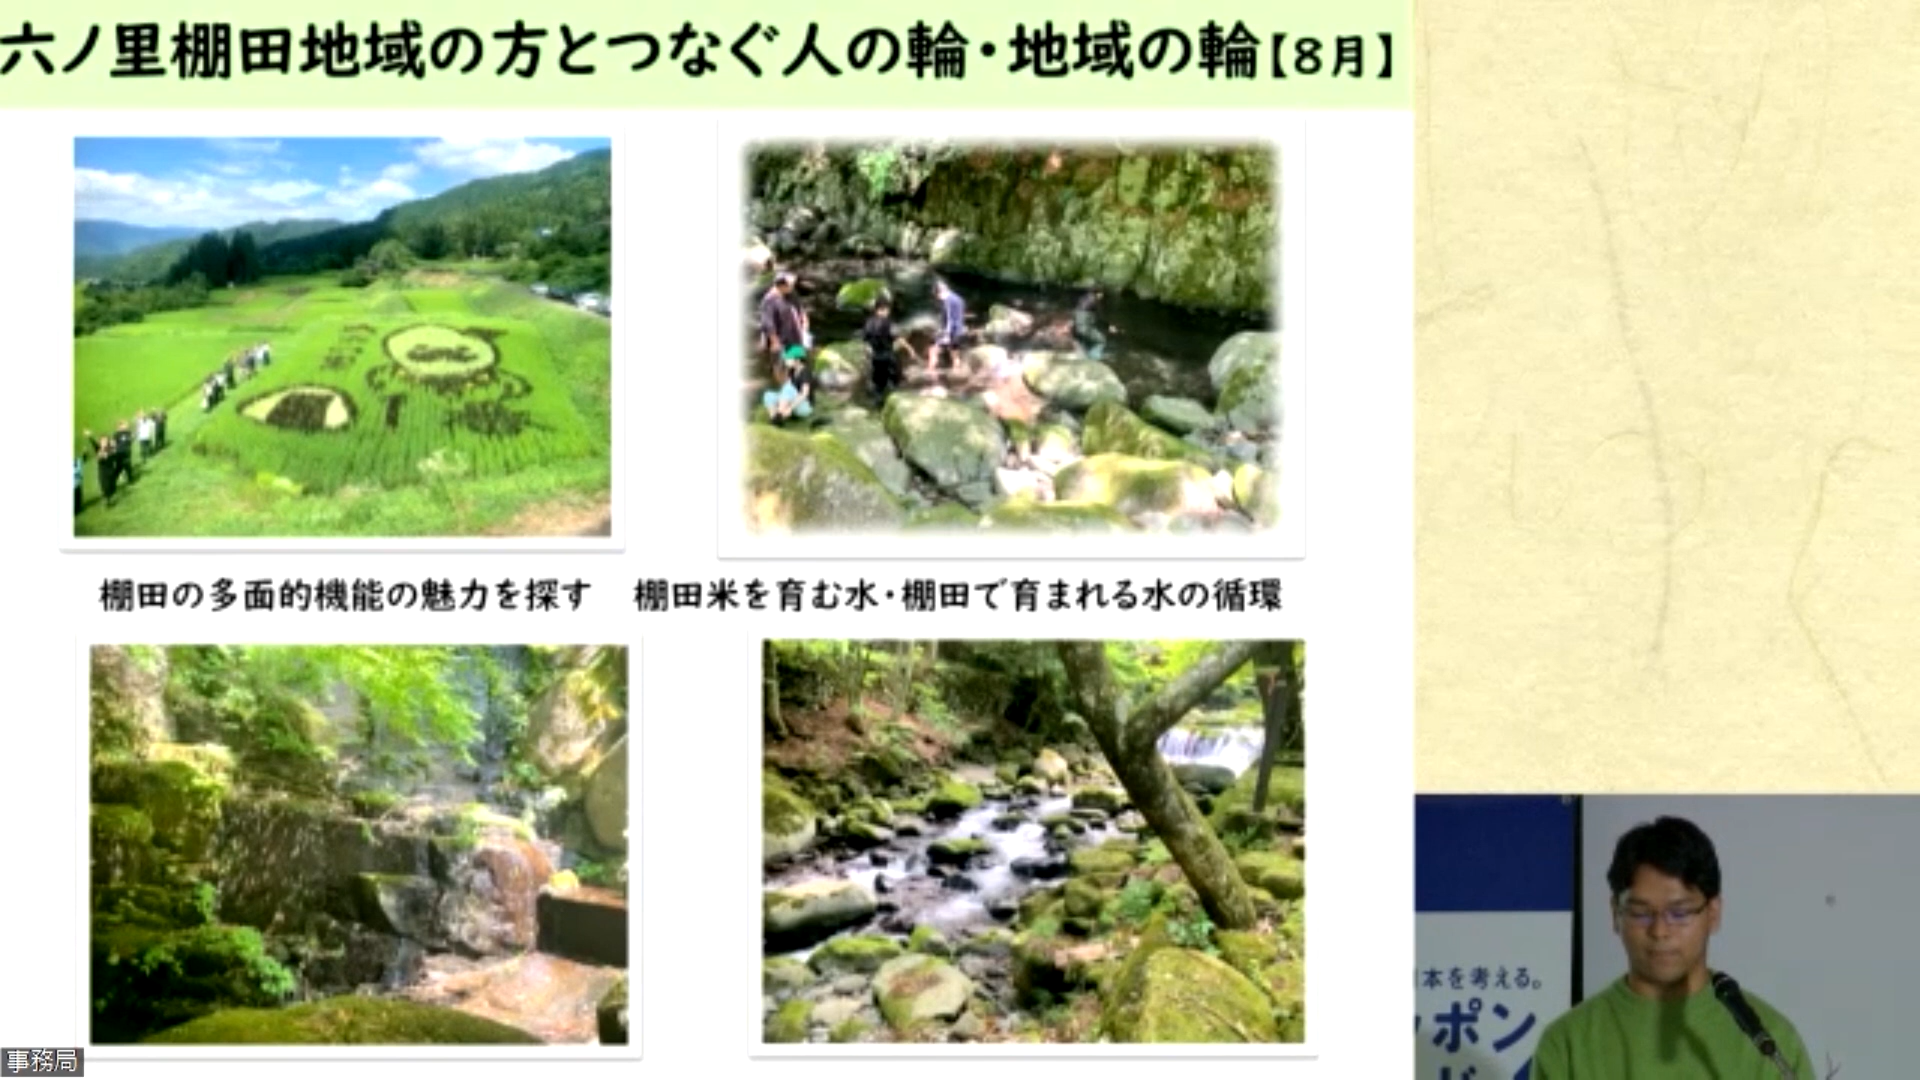 六ノ里棚田地域の方とつなぐ人の輪・地域の輪【8月】
棚田の多面的機能の魅力を探す
棚田米を育む水・棚田で育まれる水の循環
本を考える。
ポン
事務局